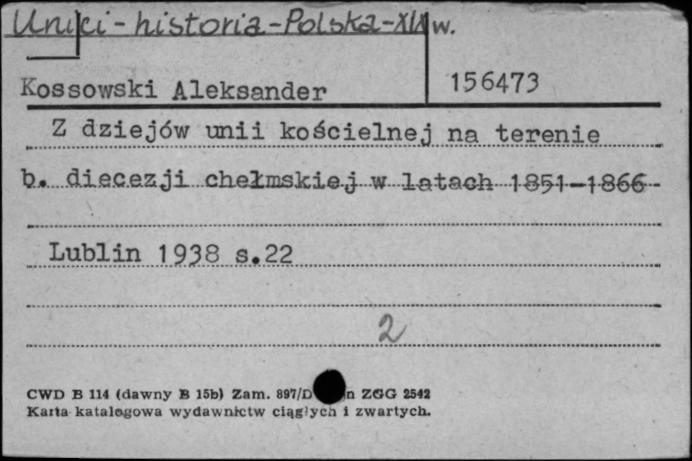 Unici - historia - Polska - XIX w.
Kossowski Aleksander 156473
Z dziejów unii kościelnej na terenie
b. diecezji chełmskiej w latach 1851-1866
Lublin 1938 s.22
2
CWD B 114 (dawny B 15b) Zam. 897/D n ZGG 2542
Karta katalogowa wydawnictw ciągłych i zwartych.